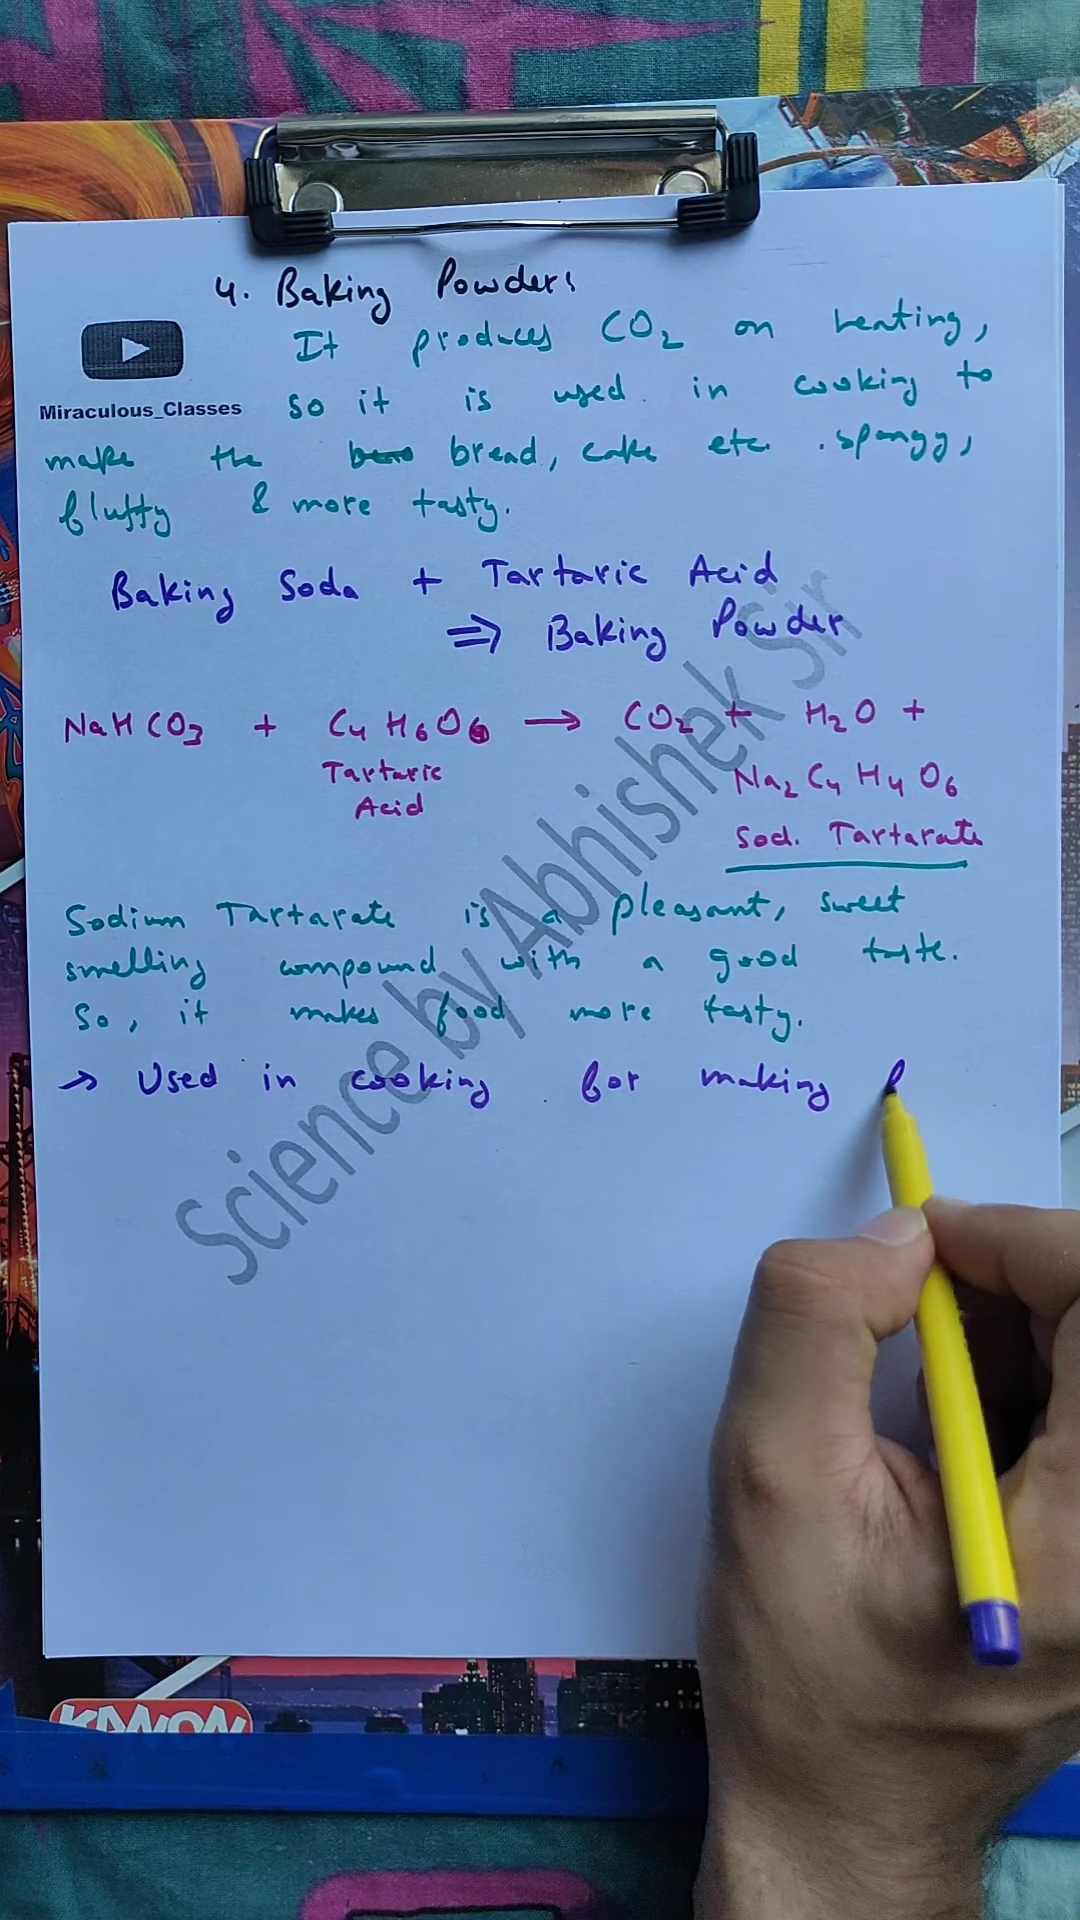 4. Baking Powder:
It produces CO2 on heating,
Miraculous_Classes
so it is used in cooking to
make the bread, cake etc. spongy,
fluffy & more tasty.
Baking Soda + Tartaric Acid
⇒ Baking Powder
NaHCO3 + C4H6O6 → CO2 + H2O +
Tartaric
Acid
Na2C4H4O6
Sod. Tartarate
Sodium Tartarate is a pleasant, sweet
smelling compound with a good taste.
So, it makes food more tasty.
→ Used in cooking for making
Science by Abhishek Sir